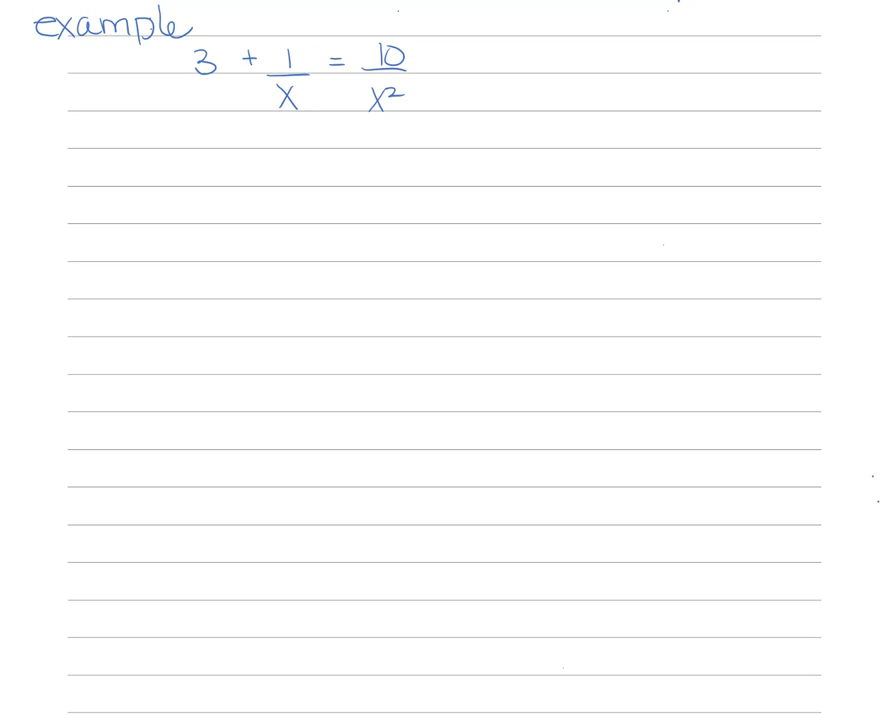 example
3 + 1/x = 10/x²